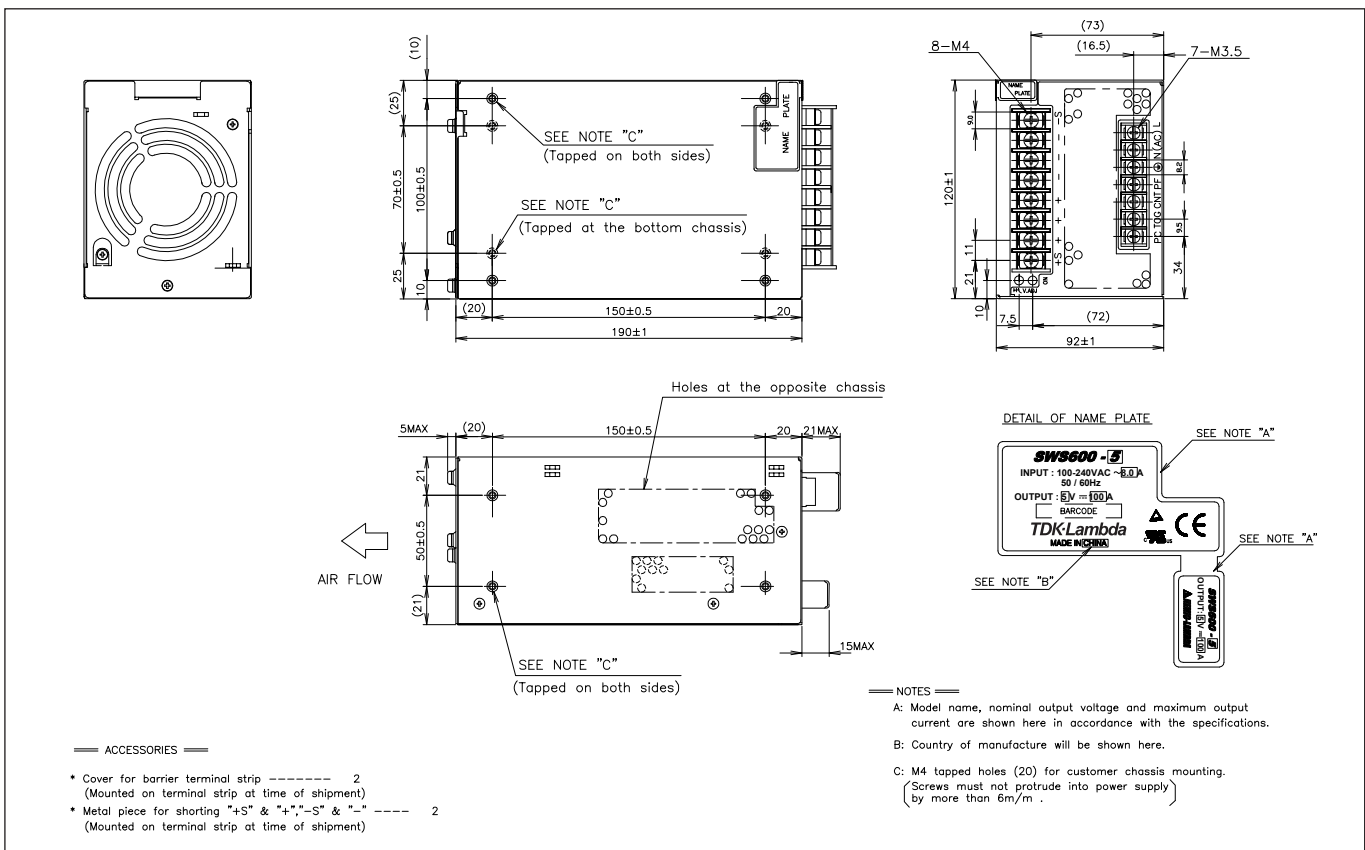 (10)
(25)
70±0.5
100±0.5
25
10
SEE NOTE "C"
(Tapped on both sides)
SEE NOTE "C"
(Tapped at the bottom chassis)
NAME PLATE
(20)
150±0.5
20
190±1
(73)
(16.5)
8-M4
7-M3.5
NAME
PLATE
9.0
120±1
11
21
10
-S
-
-
-
+
+
+
+S
V.ADJ
ON
L
N (AC)
PF
CNT
TOG
PC
8.2
9.5
34
7.5
(72)
92±1
Holes at the opposite chassis
5MAX
(20)
150±0.5
20
21MAX
21
50±0.5
(21)
AIR FLOW
15MAX
SEE NOTE "C"
(Tapped on both sides)
DETAIL OF NAME PLATE
SEE NOTE "A"
SWS600 - 5
INPUT : 100-240VAC ~8.0 A
50 / 60Hz
OUTPUT : 5 V ⎓ 100 A
BARCODE
TDK-Lambda
MADE IN CHINA
CE
SEE NOTE "A"
SEE NOTE "B"
SWS600 - 5
OUTPUT : 5 V ⎓ 100 A
NOTES
A: Model name, nominal output voltage and maximum output
current are shown here in accordance with the specifications.
B: Country of manufacture will be shown here.
C: M4 tapped holes (20) for customer chassis mounting.
(Screws must not protrude into power supply
by more than 6m/m .)
ACCESSORIES
* Cover for barrier terminal strip ------- 2
(Mounted on terminal strip at time of shipment)
* Metal piece for shorting "+S" & "+","-S" & "-" ---- 2
(Mounted on terminal strip at time of shipment)